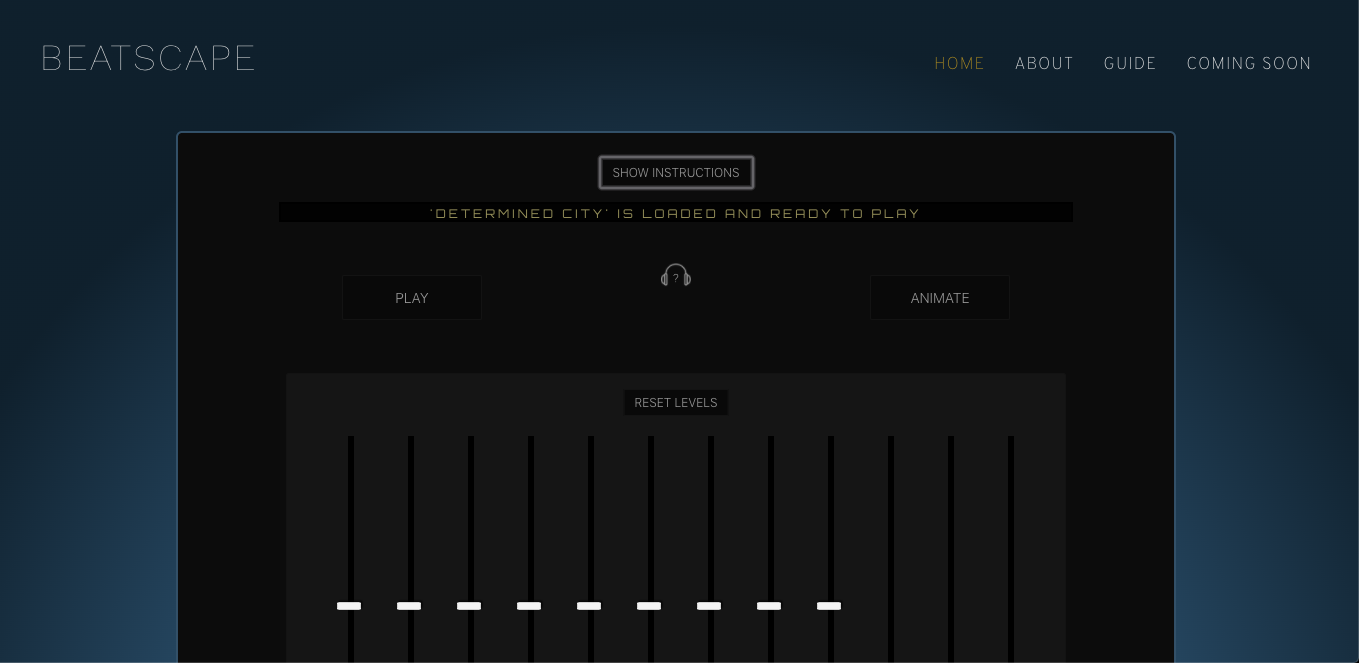 BEATSCAPE
HOME ABOUT GUIDE COMING SOON
SHOW INSTRUCTIONS
'DETERMINED CITY' IS LOADED AND READY TO PLAY
?
PLAY
ANIMATE
RESET LEVELS